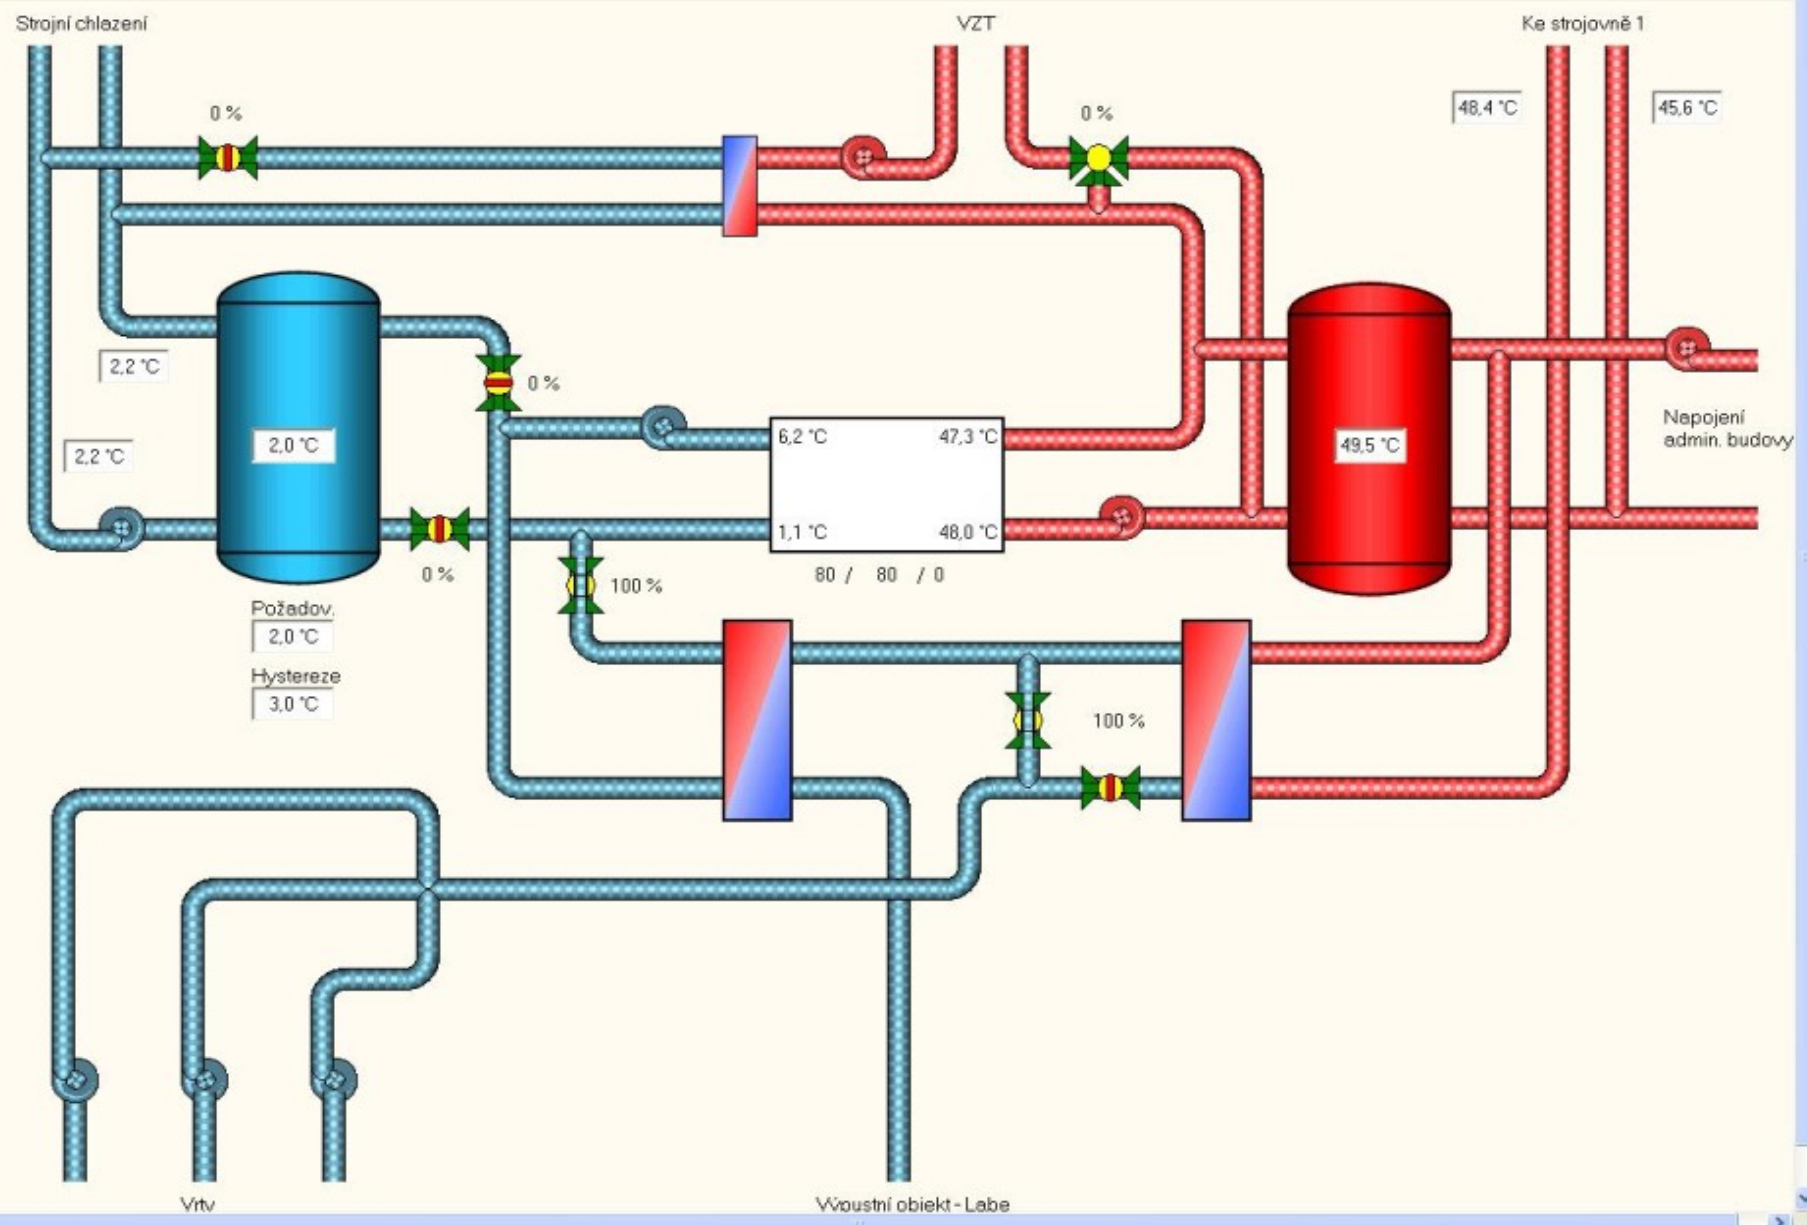 Strojní chlazení
VZT
Ke strojovně 1
0 %
0 %
48,4 °C
45,6 °C
2,2 °C
0 %
2,0 °C
2,2 °C
6,2 °C
47,3 °C
49,5 °C
Napojení
admin. budovy
1,1 °C
48,0 °C
0 %
80 / 80 / 0
100 %
Požadov.
2,0 °C
Hystereze
3,0 °C
100 %
Vrty
Výpustní objekt - Labe